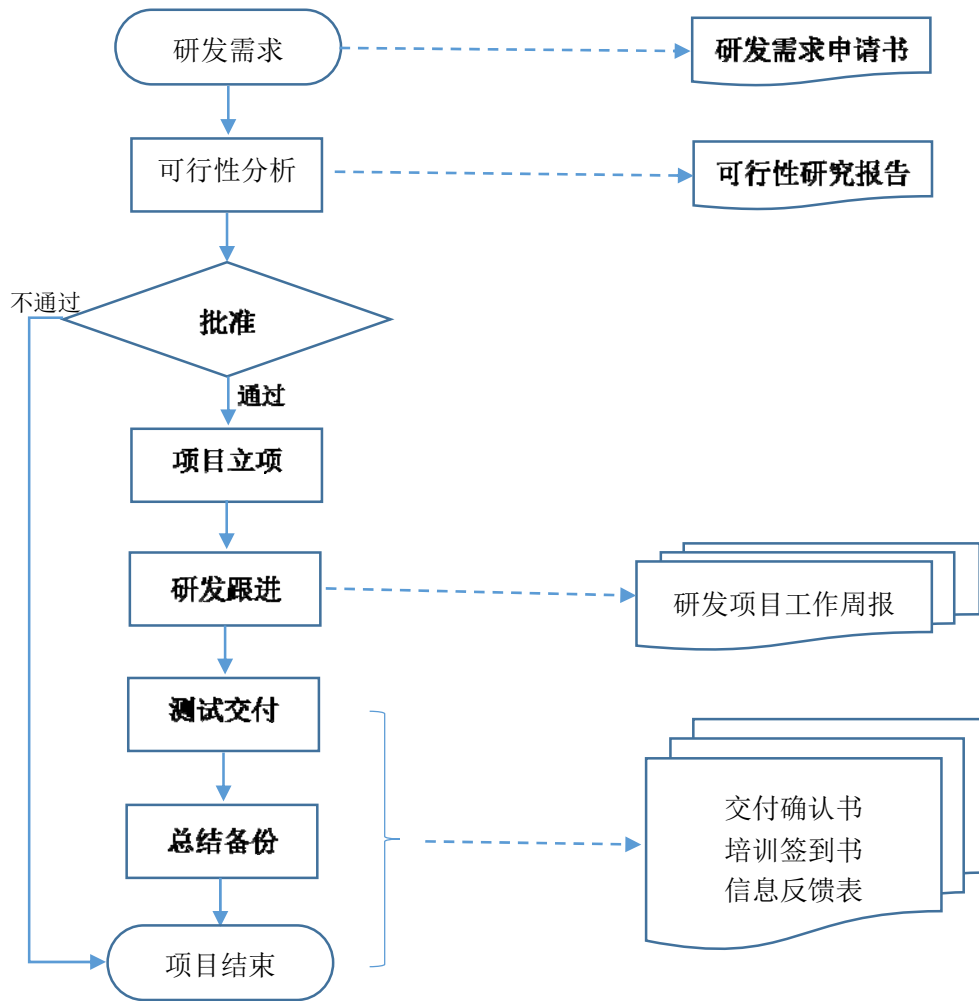 研发需求
研发需求申请书
可行性分析
可行性研究报告
不通过
批准
通过
项目立项
研发跟进
研发项目工作周报
测试交付
交付确认书
总结备份
培训签到书
信息反馈表
项目结束